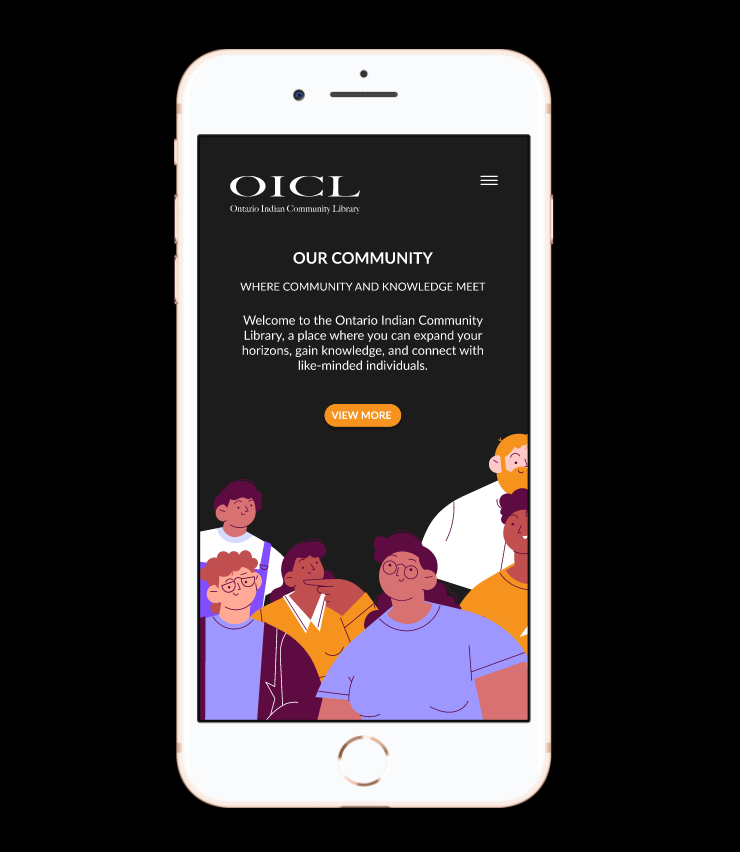 OICL
Ontario Indian Community Library
OUR COMMUNITY
WHERE COMMUNITY AND KNOWLEDGE MEET
Welcome to the Ontario Indian Community
Library, a place where you can expand your
horizons, gain knowledge, and connect with
like-minded individuals.
VIEW MORE